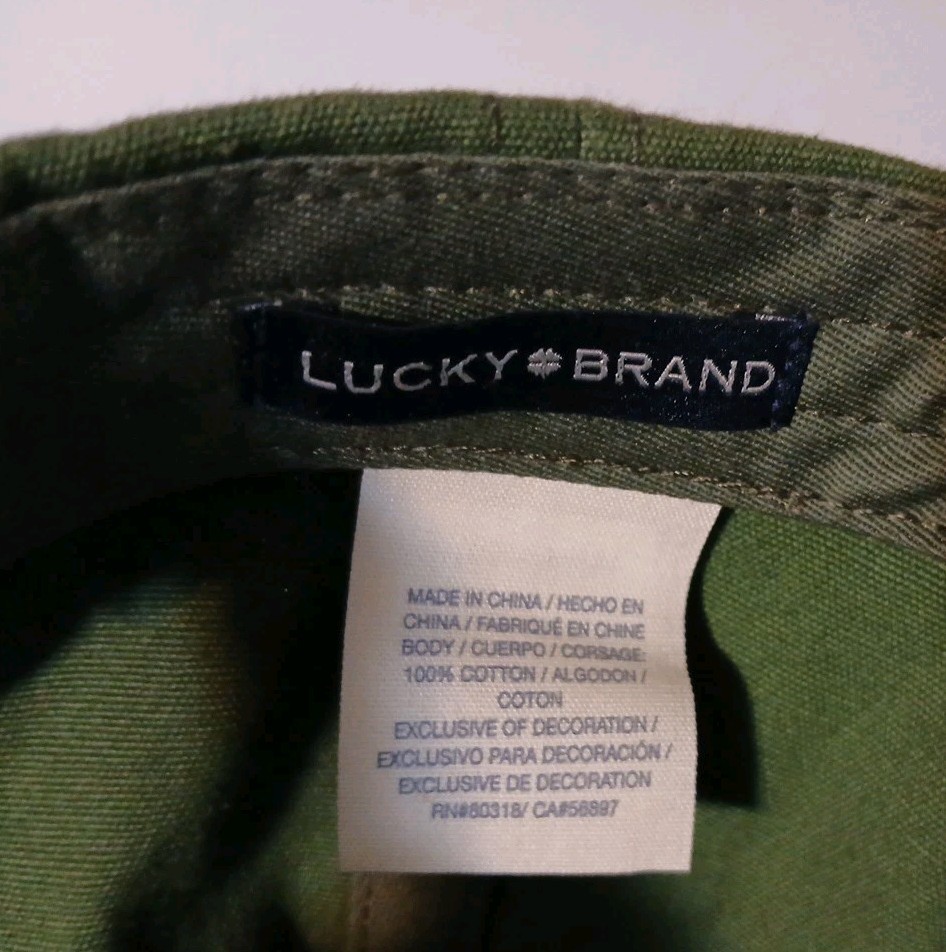 LUCKY BRAND
MADE IN CHINA / HECHO EN
CHINA / FABRIQUÉ EN CHINE
BODY / CUERPO / CORSAGE:
100% COTTON / ALGODON /
COTON
EXCLUSIVE OF DECORATION /
EXCLUSIVO PARA DECORACIÓN /
EXCLUSIVE DE DECORATION
RN#80318/ CA#56897